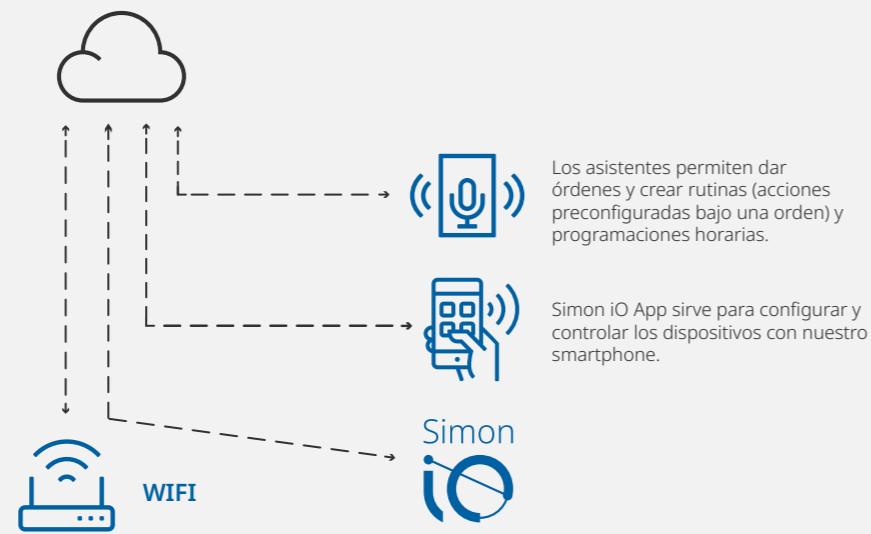 Los asistentes permiten dar
órdenes y crear rutinas (acciones
preconfiguradas bajo una orden) y
programaciones horarias.
Simon iO App sirve para configurar y
controlar los dispositivos con nuestro
smartphone.
Simon
iO
WIFI